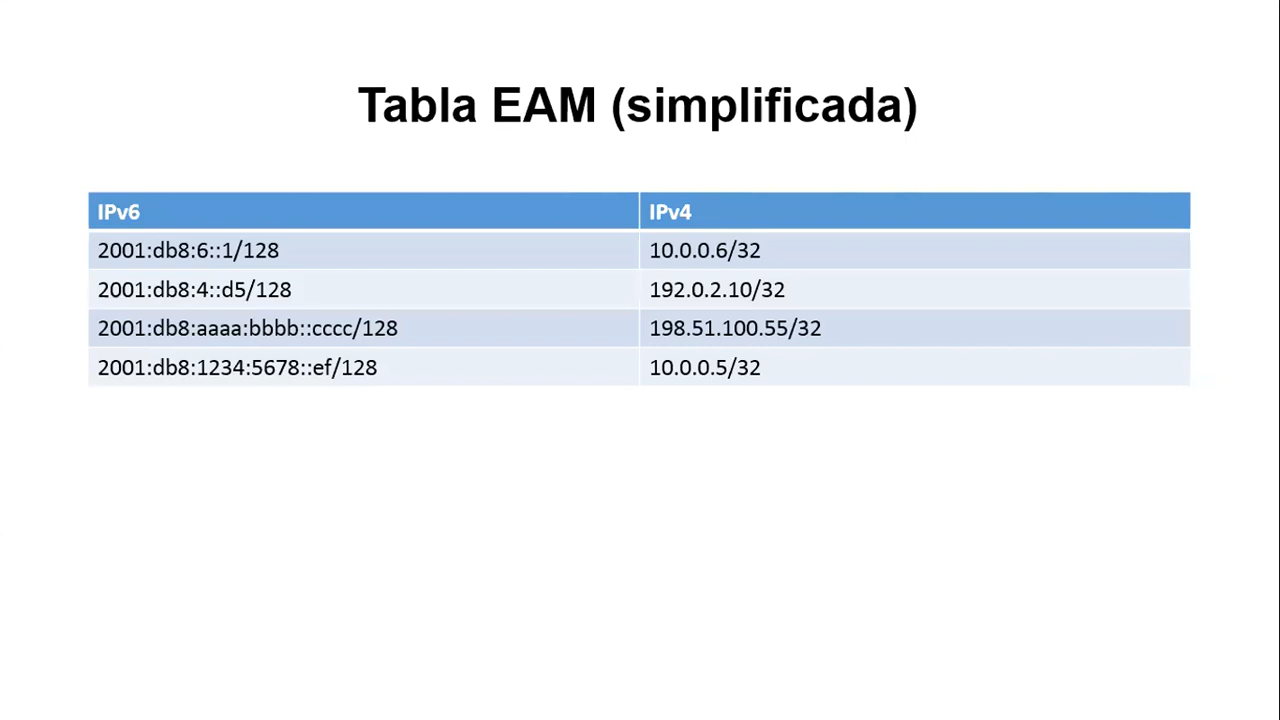 Tabla EAM (simplificada)
IPv6 IPv4
2001:db8:6::1/128 10.0.0.6/32
2001:db8:4::d5/128 192.0.2.10/32
2001:db8:aaaa:bbbb::cccc/128 198.51.100.55/32
2001:db8:1234:5678::ef/128 10.0.0.5/32